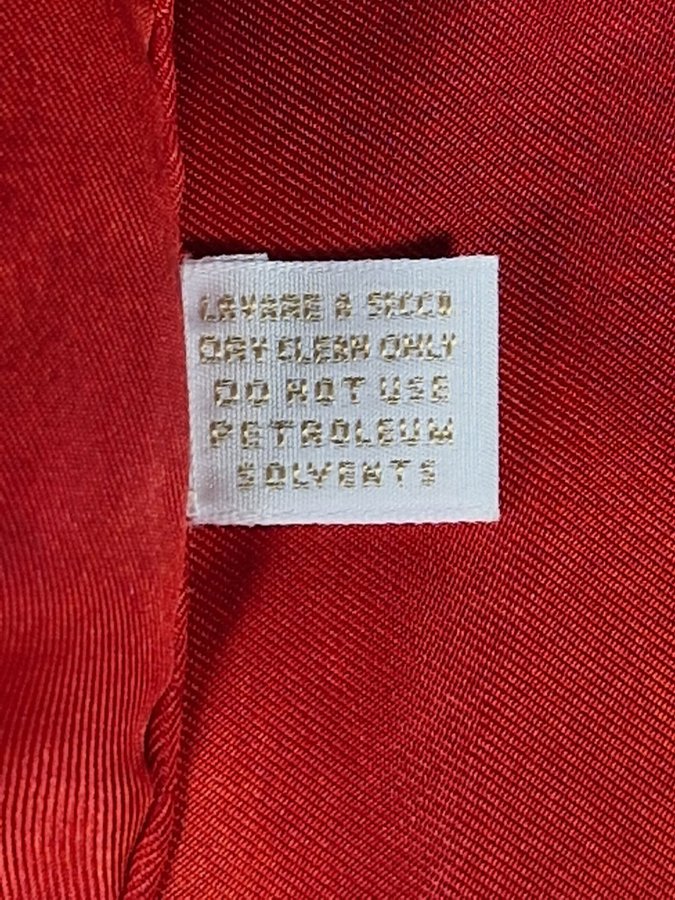 LAVARE A SECCO
DRY CLEAN ONLY
DO NOT USE
PETROLEUM
SOLVENTS